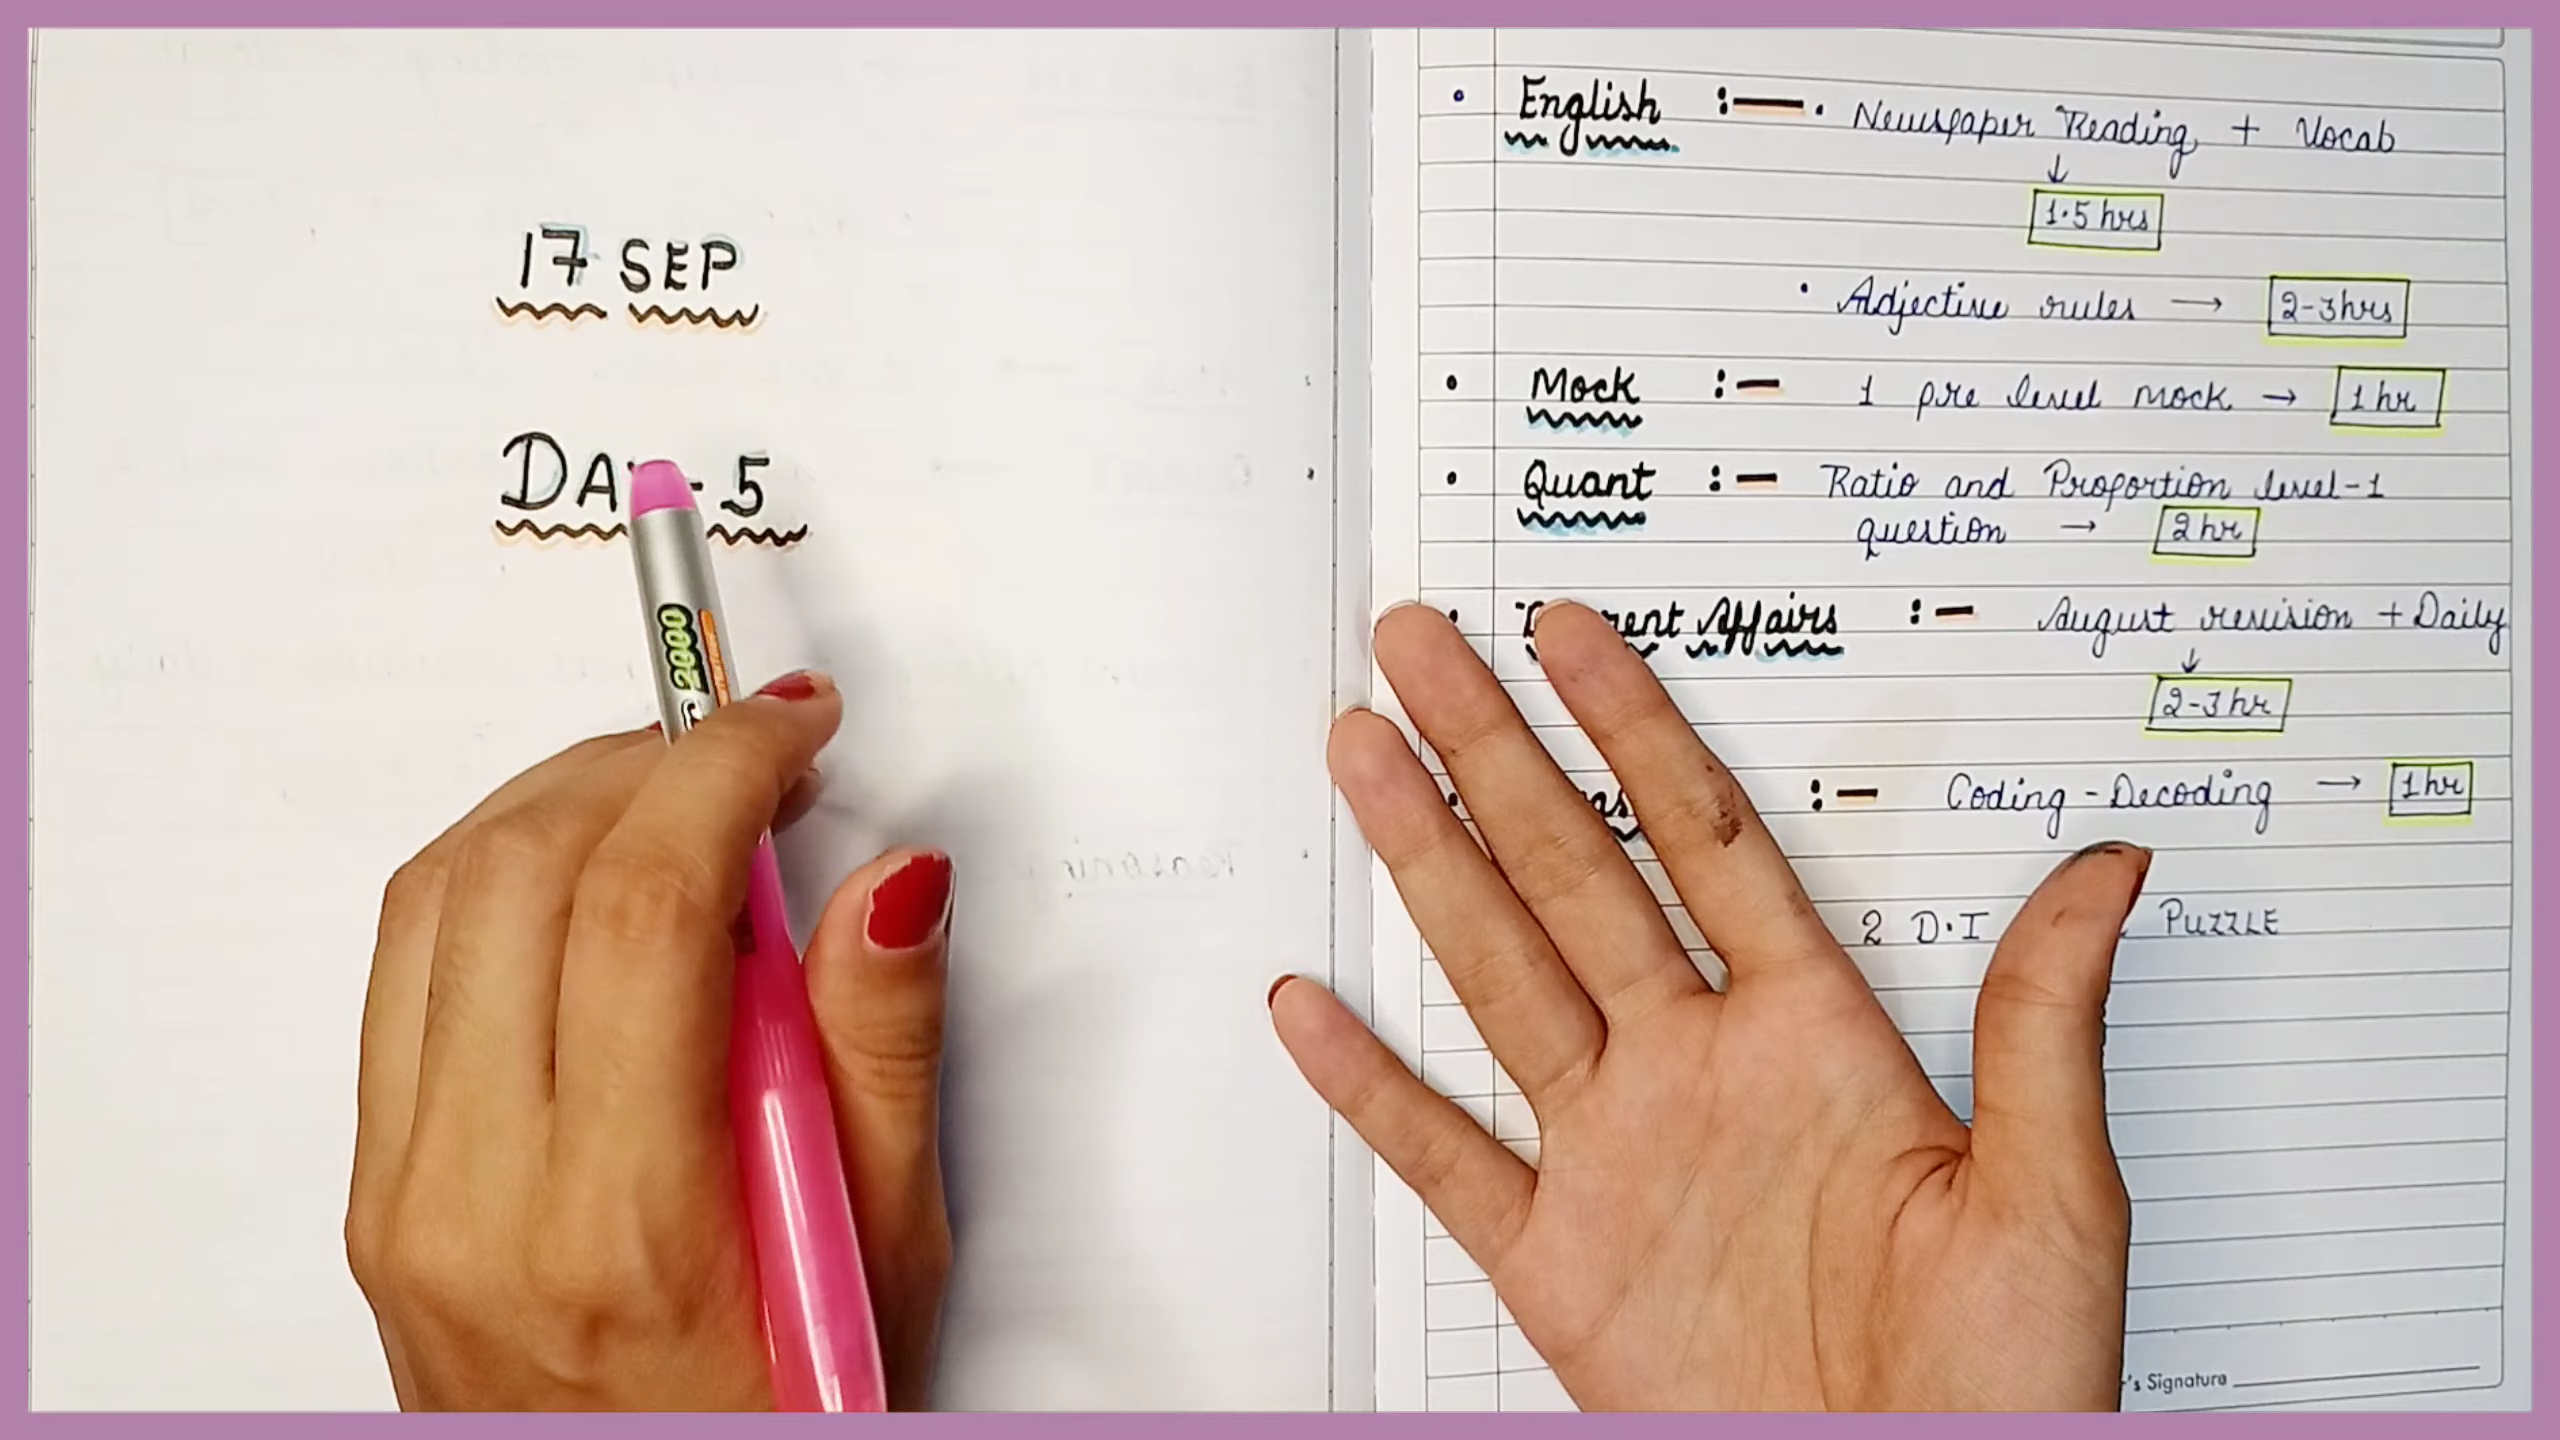 17 SEP
DA - 5
2000
• English :— • Newspaper Reading + Vocab
↓
1.5 hrs
• Adjective rules → 2-3hrs
• Mock :— 1 pre level mock → 1 hr
• Quant :— Ratio and Proportion level-1
question → 2 hr
Affairs :— August revision + Daily
↓
2-3 hr
:— Coding-Decoding → 1 hr
2 D.I PUZZLE
's Signature